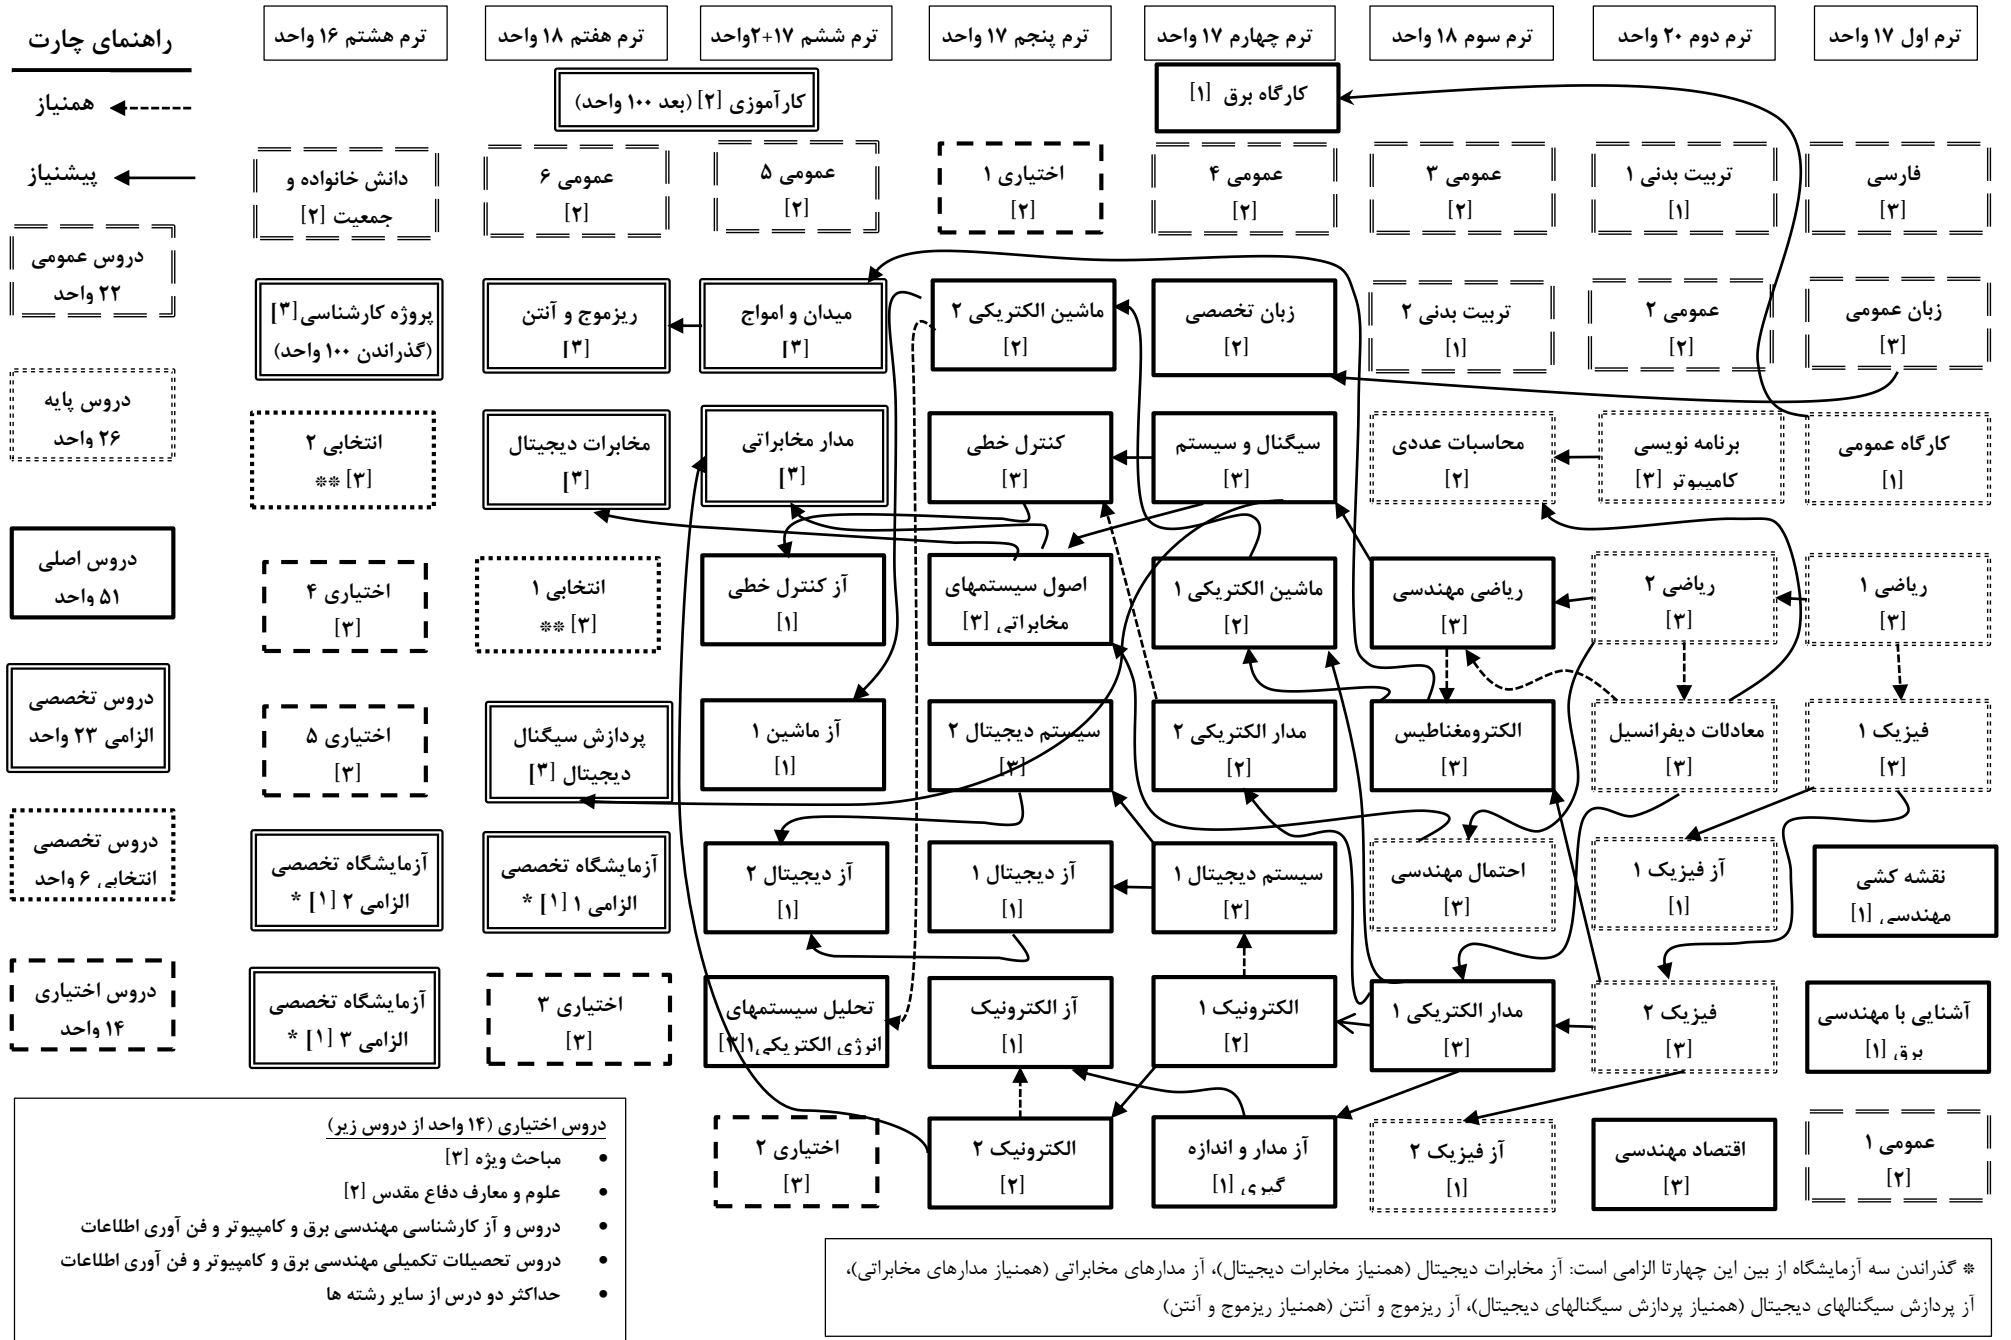 ترم اول ۱۷ واحد
ترم دوم ۲۰ واحد
ترم سوم ۱۸ واحد
ترم چهارم ۱۷ واحد
ترم پنجم ۱۷ واحد
ترم ششم ۱۷+۲واحد
ترم هفتم ۱۸ واحد
ترم هشتم ۱۶ واحد
راهنمای چارت
همنیاز
پیشنیاز
دروس عمومی
۲۲ واحد
دروس پایه
۲۶ واحد
دروس اصلی
۵۱ واحد
دروس تخصصی
الزامی ۲۳ واحد
دروس تخصصی
انتخابی ۶ واحد
دروس اختیاری
۱۴ واحد
کارگاه برق [۱]
کارآموزی [۲] (بعد ۱۰۰ واحد)
فارسی
[۳]
تربیت بدنی ۱
[۱]
عمومی ۳
[۲]
عمومی ۴
[۲]
اختیاری ۱
[۲]
عمومی ۵
[۲]
عمومی ۶
[۲]
دانش خانواده و
جمعیت [۲]
زبان عمومی
[۳]
عمومی ۲
[۲]
تربیت بدنی ۲
[۱]
زبان تخصصی
[۲]
ماشین الکتریکی ۲
[۲]
میدان و امواج
[۳]
ریزموج و آنتن
[۳]
پروژه کارشناسی[۳]
(گذراندن ۱۰۰ واحد)
کارگاه عمومی
[۱]
برنامه نویسی
کامپیوتر [۳]
محاسبات عددی
[۲]
سیگنال و سیستم
[۳]
کنترل خطی
[۳]
مدار مخابراتی
[۳]
مخابرات دیجیتال
[۳]
انتخابی ۲
[۳] **
ریاضی ۱
[۳]
ریاضی ۲
[۳]
ریاضی مهندسی
[۳]
ماشین الکتریکی ۱
[۲]
اصول سیستمهای
مخابراتی [۳]
آز کنترل خطی
[۱]
انتخابی ۱
[۳] **
اختیاری ۴
[۳]
فیزیک ۱
[۳]
معادلات دیفرانسیل
[۳]
الکترومغناطیس
[۳]
مدار الکتریکی ۲
[۲]
سیستم دیجیتال ۲
[۳]
آز ماشین ۱
[۱]
پردازش سیگنال
دیجیتال [۳]
اختیاری ۵
[۳]
نقشه کشی
مهندسی [۱]
آز فیزیک ۱
[۱]
احتمال مهندسی
[۳]
سیستم دیجیتال ۱
[۳]
آز دیجیتال ۱
[۱]
آز دیجیتال ۲
[۱]
آزمایشگاه تخصصی
الزامی ۱ [۱] *
آزمایشگاه تخصصی
الزامی ۲ [۱] *
آشنایی با مهندسی
برق [۱]
فیزیک ۲
[۳]
مدار الکتریکی ۱
[۳]
الکترونیک ۱
[۲]
آز الکترونیک
[۱]
تحلیل سیستمهای
انرژی الکتریکی۱[۲]
اختیاری ۳
[۳]
آزمایشگاه تخصصی
الزامی ۳ [۱] *
عمومی ۱
[۲]
اقتصاد مهندسی
[۳]
آز فیزیک ۲
[۱]
آز مدار و اندازه
گیری [۱]
الکترونیک ۲
[۲]
اختیاری ۲
[۳]
دروس اختیاری (۱۴ واحد از دروس زیر)
• مباحث ویژه [۳]
• علوم و معارف دفاع مقدس [۲]
• دروس و آز کارشناسی مهندسی برق و کامپیوتر و فن آوری اطلاعات
• دروس تحصیلات تکمیلی مهندسی برق و کامپیوتر و فن آوری اطلاعات
• حداکثر دو درس از سایر رشته ها
* گذراندن سه آزمایشگاه از بین این چهارتا الزامی است: آز مخابرات دیجیتال (همنیاز مخابرات دیجیتال)، آز مدارهای مخابراتی (همنیاز مدارهای مخابراتی)،
آز پردازش سیگنالهای دیجیتال (همنیاز پردازش سیگنالهای دیجیتال)، آز ریزموج و آنتن (همنیاز ریزموج و آنتن)